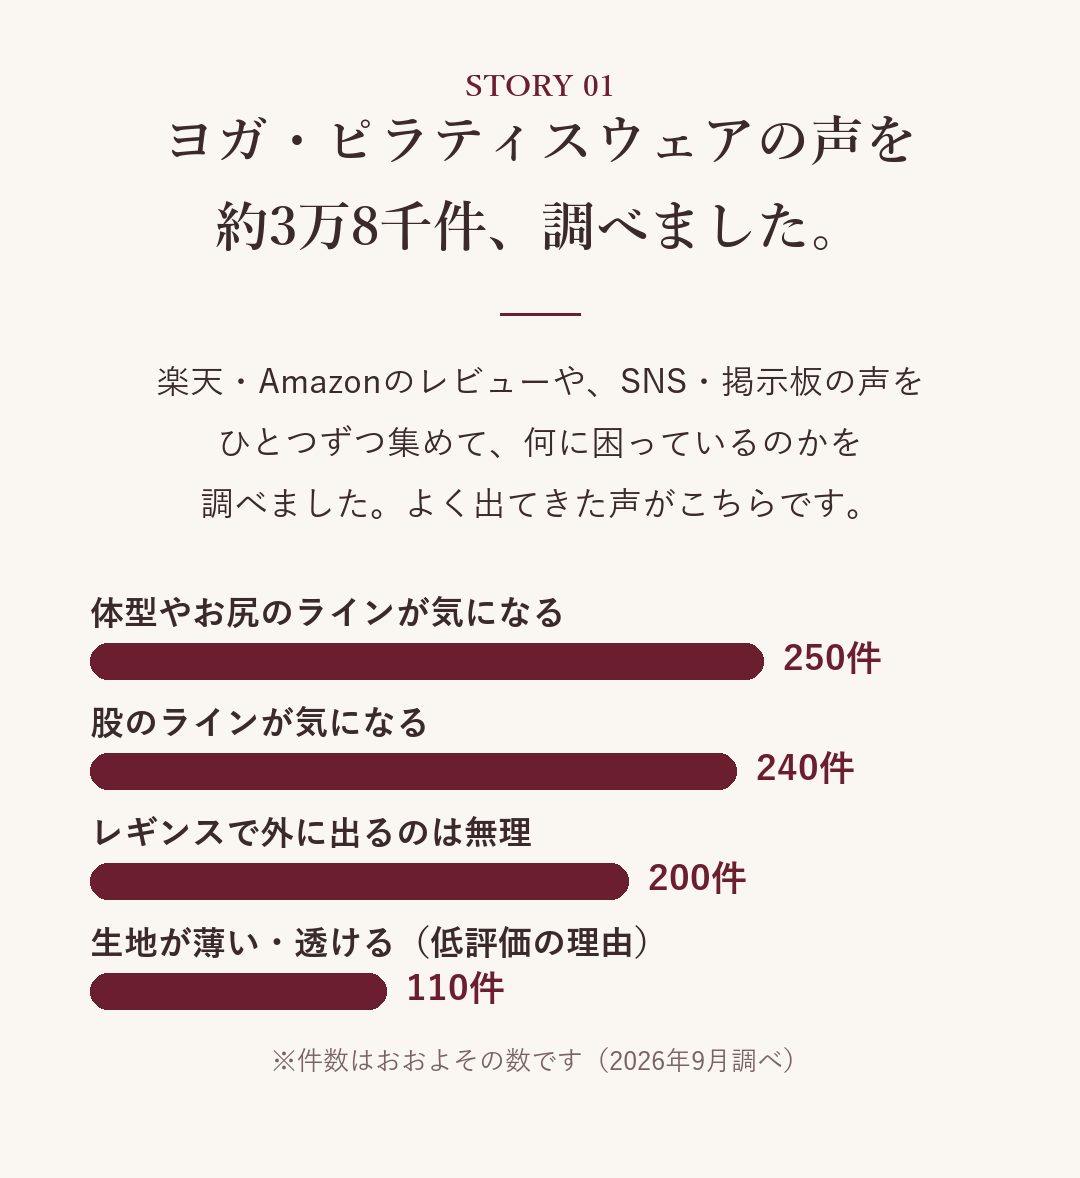 STORY 01
ヨガ・ピラティスウェアの声を
約3万8千件、調べました。
楽天・Amazonのレビューや、SNS・掲示板の声を
ひとつずつ集めて、何に困っているのかを
調べました。よく出てきた声がこちらです。
体型やお尻のラインが気になる
250件
股のラインが気になる
240件
レギンスで外に出るのは無理
200件
生地が薄い・透ける（低評価の理由）
110件
※件数はおおよその数です（2026年9月調べ）